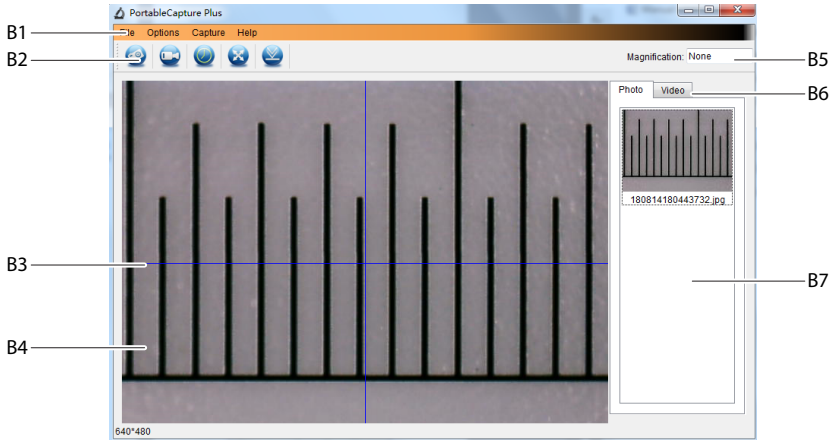 PortableCapture Plus
B1
File Options Capture Help
B2
Magnification: None
B5
Photo Video
B6
180814180443732.jpg
B3
B7
B4
640*480